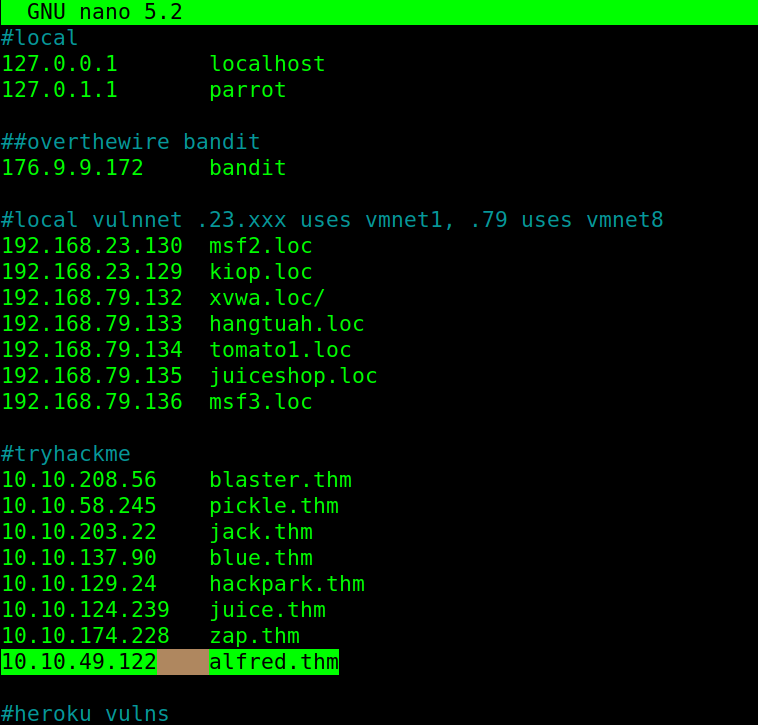 GNU nano 5.2
#local
127.0.0.1       localhost
127.0.1.1       parrot
##overthewire bandit
176.9.9.172     bandit
#local vulnnet .23.xxx uses vmnet1, .79 uses vmnet8
192.168.23.130  msf2.loc
192.168.23.129  kiop.loc
192.168.79.132  xvwa.loc/
192.168.79.133  hangtuah.loc
192.168.79.134  tomato1.loc
192.168.79.135  juiceshop.loc
192.168.79.136  msf3.loc
#tryhackme
10.10.208.56    blaster.thm
10.10.58.245    pickle.thm
10.10.203.22    jack.thm
10.10.137.90    blue.thm
10.10.129.24    hackpark.thm
10.10.124.239   juice.thm
10.10.174.228   zap.thm
10.10.49.122    alfred.thm
#heroku vulns